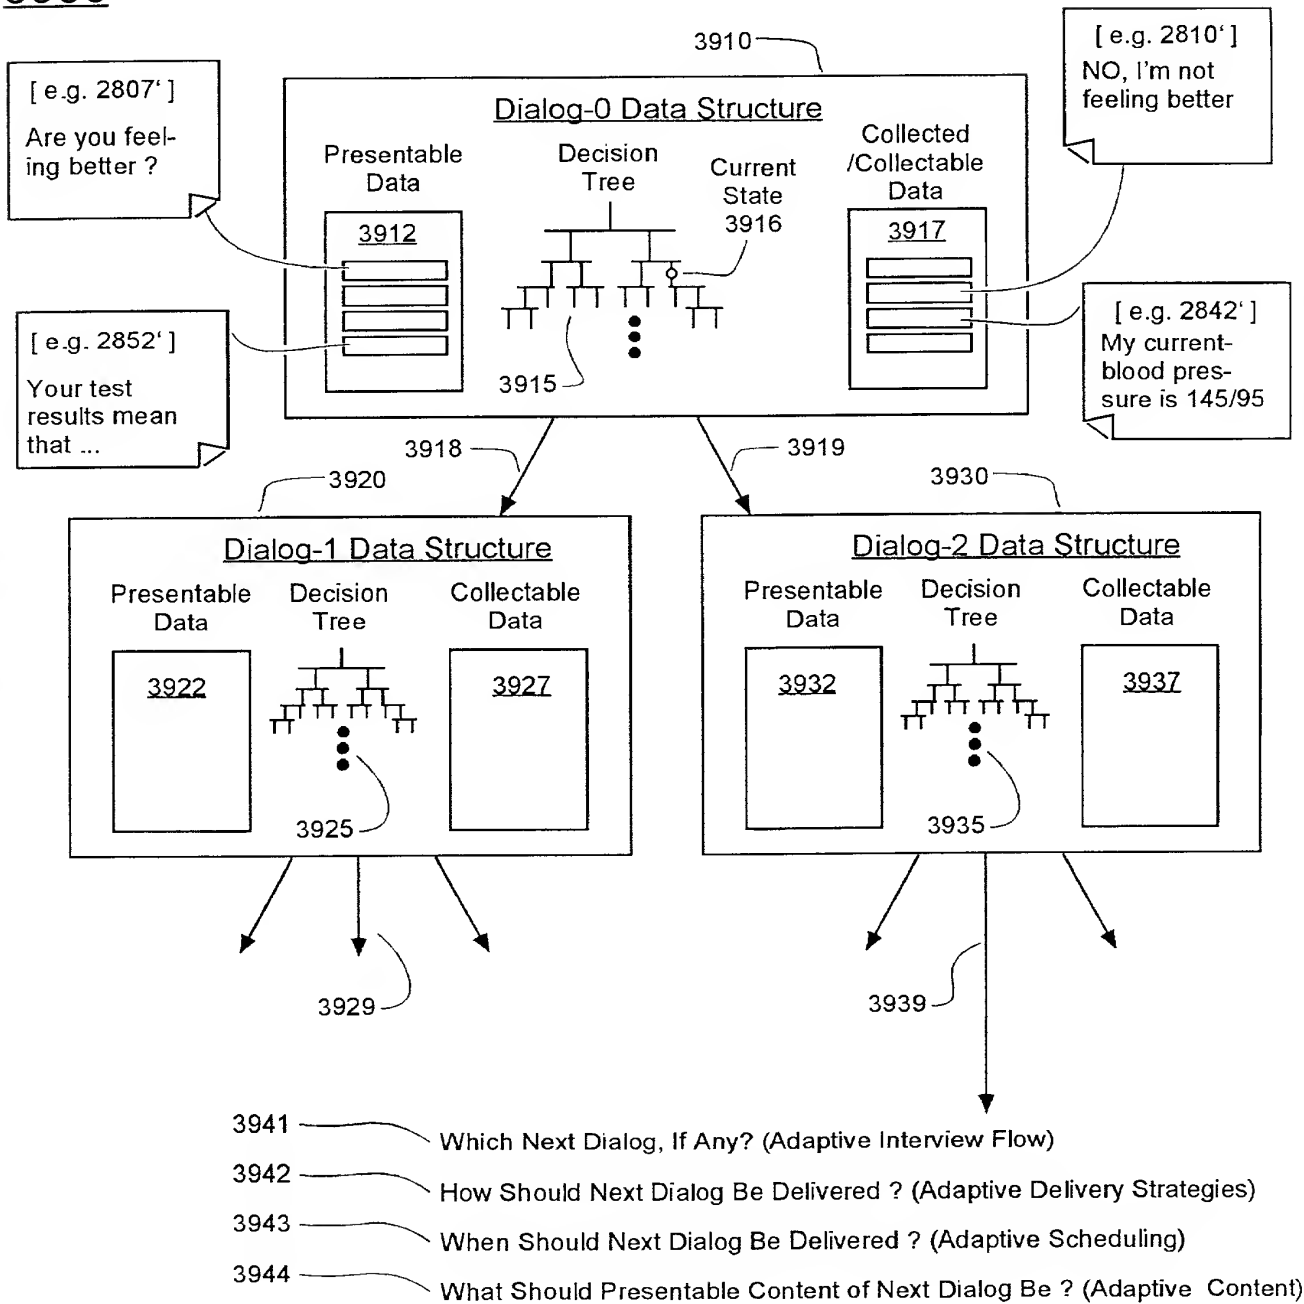 3910
[ e.g. 2807‘ ]
Are you feel-
ing better ?
[ e.g. 2810‘ ]
NO, I'm not
feeling better
Dialog-0 Data Structure
Presentable
Data
3912
Decision
Tree
Current
State
3916
Collected
/Collectable
Data
3917
3915
[ e.g. 2852‘ ]
Your test
results mean
that ...
[ e.g. 2842‘ ]
My current-
blood pres-
sure is 145/95
3918
3919
3920
3930
Dialog-1 Data Structure
Presentable
Data
Decision
Tree
Collectable
Data
3922
3927
3925
Dialog-2 Data Structure
Presentable
Data
Decision
Tree
Collectable
Data
3932
3937
3935
3929
3939
3941
Which Next Dialog, If Any? (Adaptive Interview Flow)
3942
How Should Next Dialog Be Delivered ? (Adaptive Delivery Strategies)
3943
When Should Next Dialog Be Delivered ? (Adaptive Scheduling)
3944
What Should Presentable Content of Next Dialog Be ? (Adaptive Content)